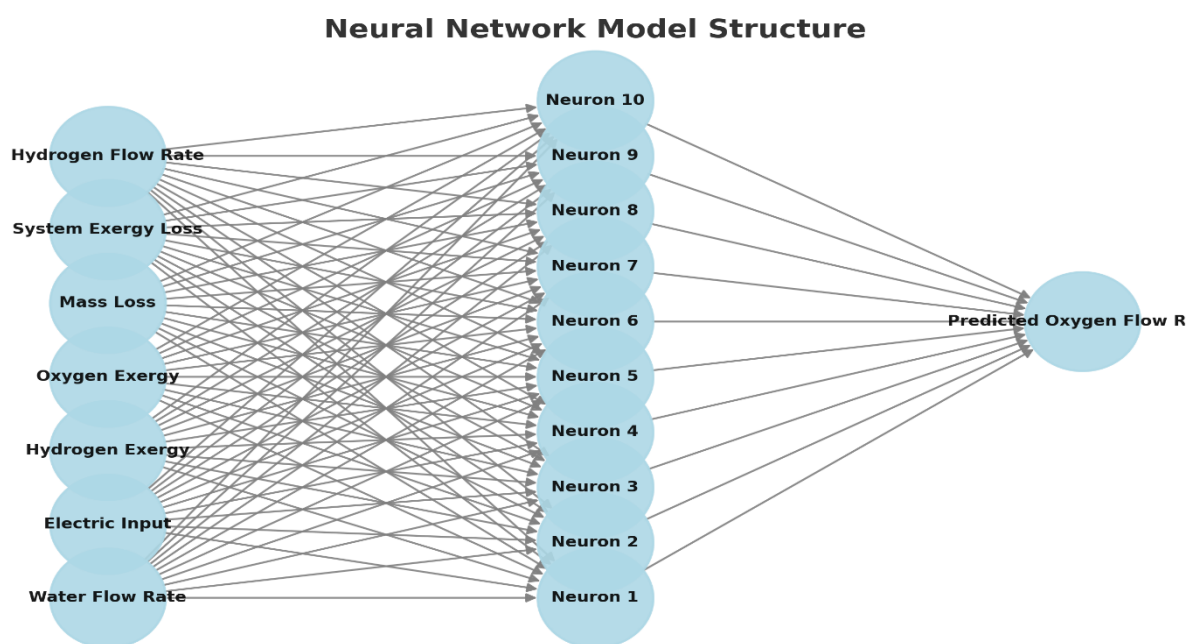 Neural Network Model Structure
Hydrogen Flow Rate
System Exergy Loss
Mass Loss
Oxygen Exergy
Hydrogen Exergy
Electric Input
Water Flow Rate
Neuron 10
Neuron 9
Neuron 8
Neuron 7
Neuron 6
Neuron 5
Neuron 4
Neuron 3
Neuron 2
Neuron 1
Predicted Oxygen Flow R